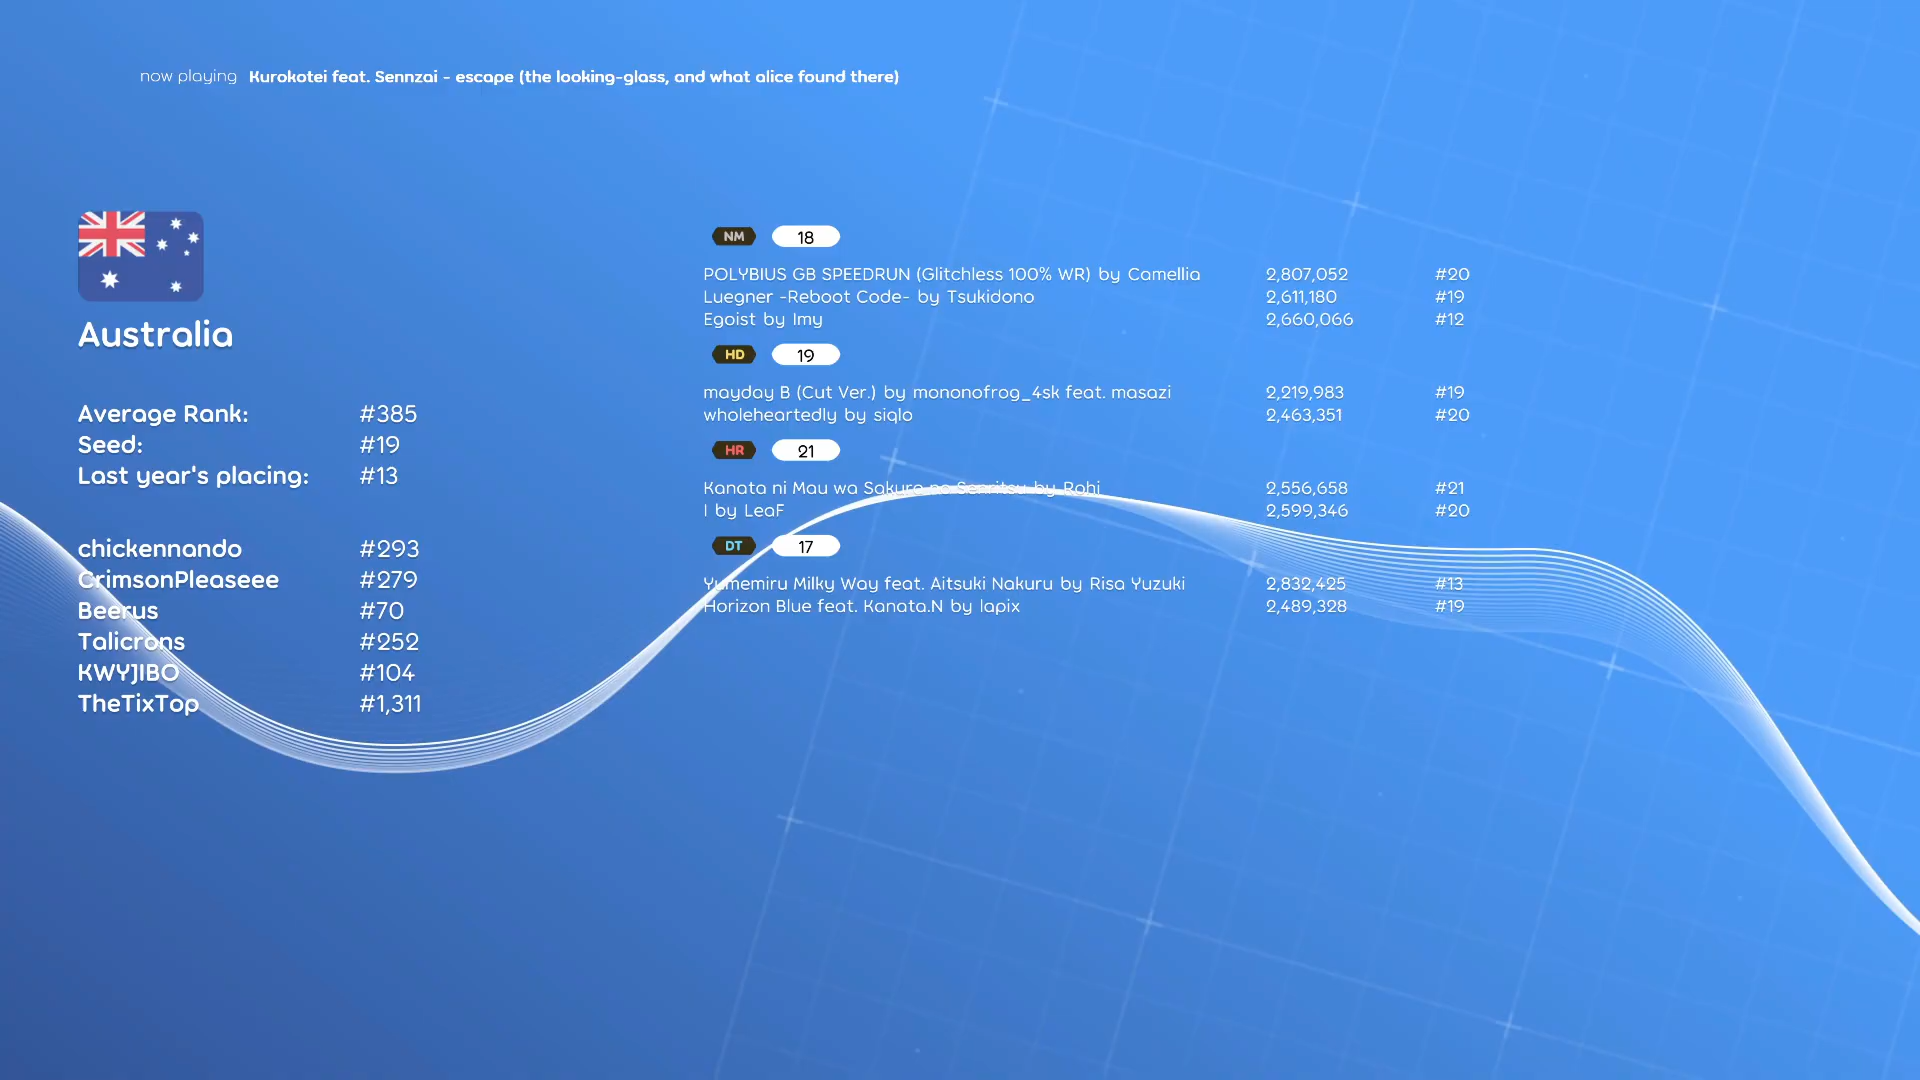 now playing Kurokotei feat. Sennzai - escape (the looking-glass, and what alice found there)
Australia
Average Rank: #385
Seed: #19
Last year's placing: #13
chickennando #293
CrimsonPleaseee #279
Beerus #70
Talicrons #252
KWYJIBO #104
TheTixTop #1,311
NM 18
POLYBIUS GB SPEEDRUN (Glitchless 100% WR) by Camellia 2,807,052 #20
Luegner -Reboot Code- by Tsukidono 2,611,180 #19
Egoist by Imy 2,660,066 #12
HD 19
mayday B (Cut Ver.) by mononofrog_4sk feat. masazi 2,219,983 #19
wholeheartedly by siqlo 2,463,351 #20
HR 21
Kanata ni Mau wa Sakura no Senritsu by Rohi 2,556,658 #21
I by LeaF 2,599,346 #20
DT 17
Yumemiru Milky Way feat. Aitsuki Nakuru by Risa Yuzuki 2,832,425 #13
Horizon Blue feat. Kanata.N by lapix 2,489,328 #19